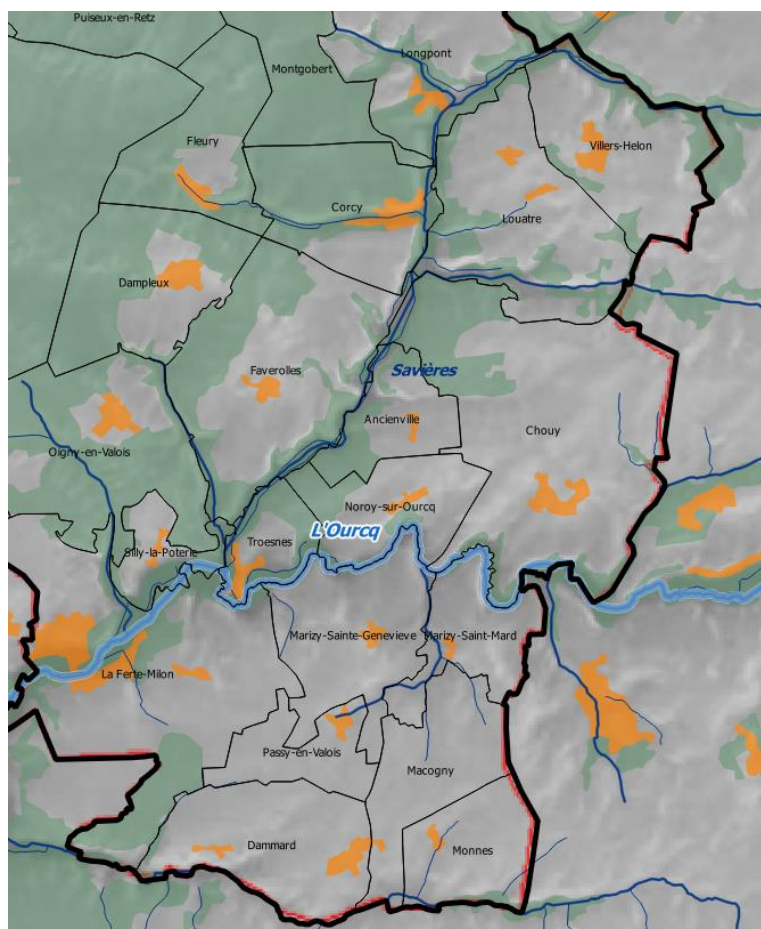 Puiseux-en-Retz
Longpont
Montgobert
Fleury
Villers-Helon
Corcy
Louatre
Dampleux
Savières
Faverolles
Ancienville
Chouy
Oigny-en-Valois
Noroy-sur-Ourcq
L'Ourcq
Troesnes
Silly-la-Poterie
Marizy-Sainte-Genevieve
Marizy-Saint-Mard
La Ferte-Milon
Passy-en-Valois
Macogny
Dammard
Monnes